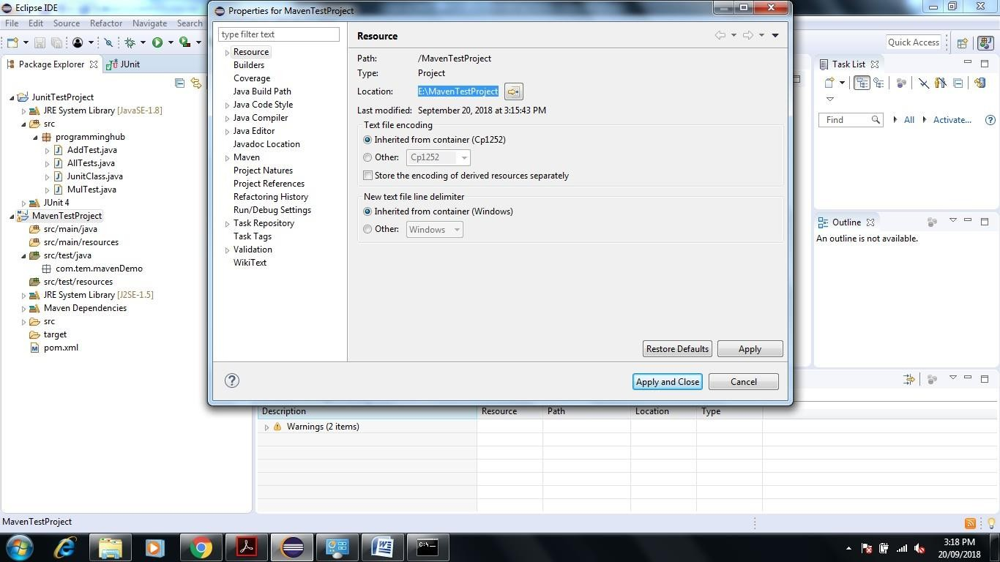 Eclipse IDE
File Edit Source Refactor Navigate Search
Quick Access
Package Explorer
JUnit
JunitTestProject
JRE System Library [JavaSE-1.8]
src
programminghub
AddTest.java
AllTests.java
JunitClass.java
MulTest.java
JUnit 4
MavenTestProject
src/main/java
src/main/resources
src/test/java
com.tem.mavenDemo
src/test/resources
JRE System Library [J2SE-1.5]
Maven Dependencies
src
target
pom.xml
Properties for MavenTestProject
type filter text
Resource
Builders
Coverage
Java Build Path
Java Code Style
Java Compiler
Java Editor
Javadoc Location
Maven
Project Natures
Project References
Refactoring History
Run/Debug Settings
Task Repository
Task Tags
Validation
WikiText
Resource
Path: /MavenTestProject
Type: Project
Location: E:\MavenTestProject
Last modified: September 20, 2018 at 3:15:43 PM
Text file encoding
Inherited from container (Cp1252)
Other: Cp1252
Store the encoding of derived resources separately
New text file line delimiter
Inherited from container (Windows)
Other: Windows
Restore Defaults Apply
Apply and Close Cancel
Task List
Find All Activate...
Outline
An outline is not available.
Description Resource Path Location Type
Warnings (2 items)
MavenTestProject
3:18 PM
20/09/2018